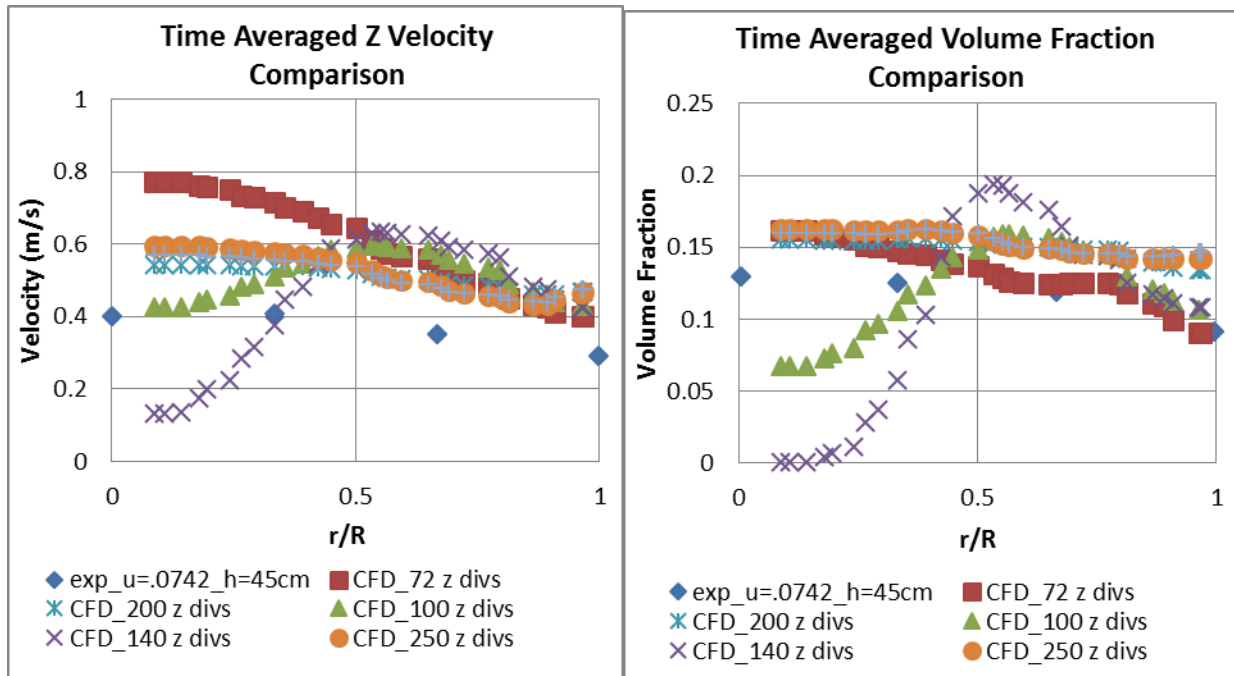 Time Averaged Z Velocity
Comparison
1
0.8
0.6
0.4
0.2
0
Velocity (m/s)
0
0.5
1
r/R
exp_u=.0742_h=45cm
CFD_72 z divs
CFD_200 z divs
CFD_100 z divs
CFD_140 z divs
CFD_250 z divs
Time Averaged Volume Fraction
Comparison
0.25
0.2
0.15
0.1
0.05
0
Volume Fraction
0
0.5
1
r/R
exp_u=.0742_h=45cm
CFD_72 z divs
CFD_200 z divs
CFD_100 z divs
CFD_140 z divs
CFD_250 z divs